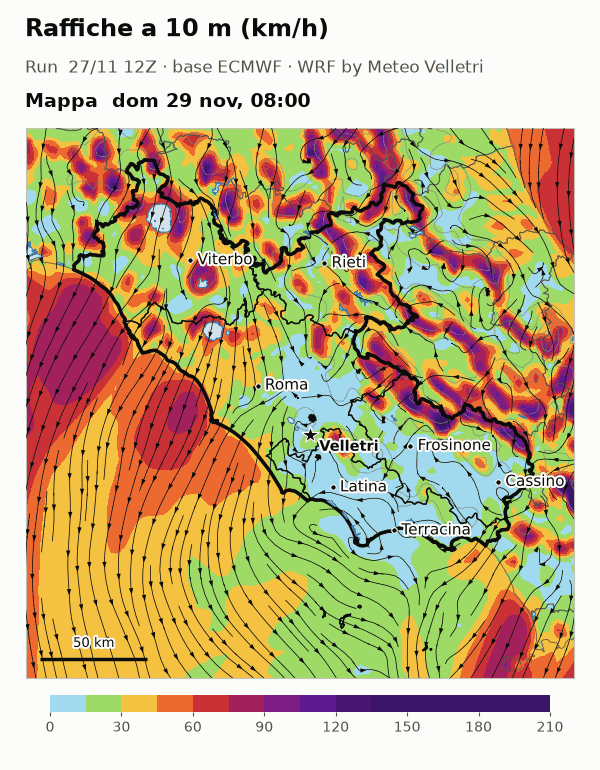 Raffiche a 10 m (km/h)
Run  27/11 12Z · base ECMWF · WRF by Meteo Velletri
Mappa  dom 29 nov, 08:00
Viterbo
Rieti
Roma
Velletri
Frosinone
Latina
Cassino
Terracina
50 km
0 30 60 90 120 150 180 210